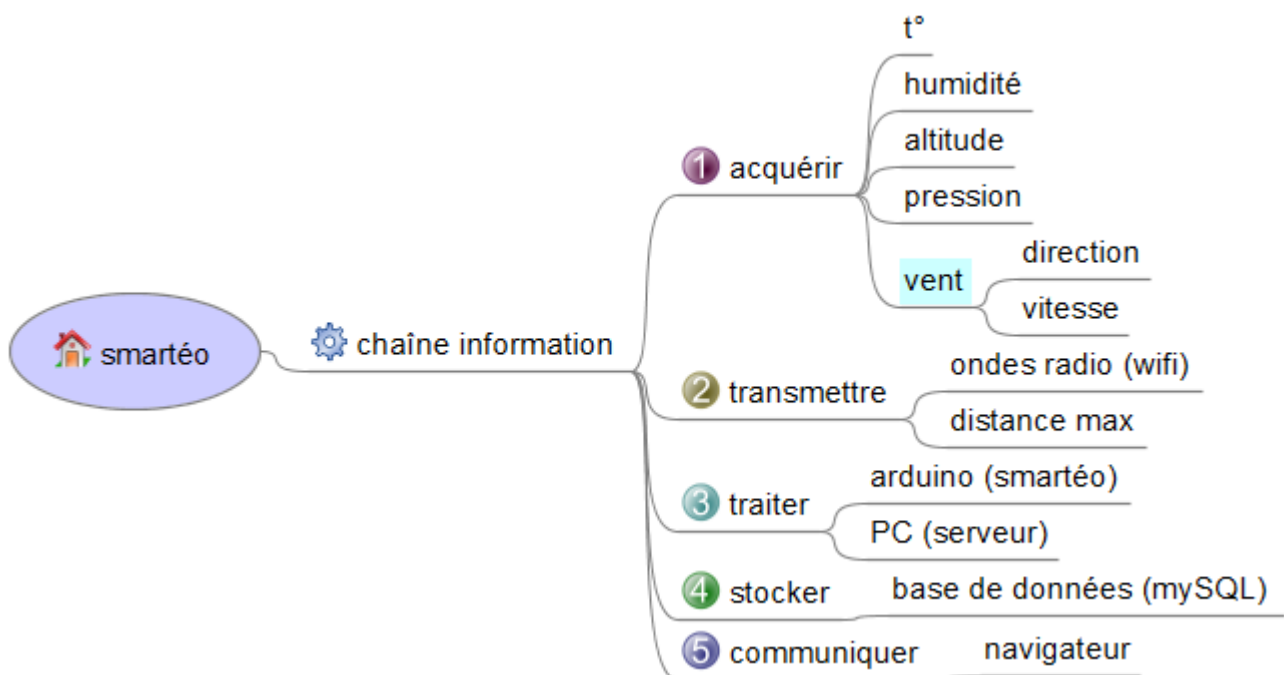 smartéo
chaîne information
1 acquérir
t°
humidité
altitude
pression
vent
direction
vitesse
2 transmettre
ondes radio (wifi)
distance max
3 traiter
arduino (smartéo)
PC (serveur)
4 stocker
base de données (mySQL)
5 communiquer
navigateur